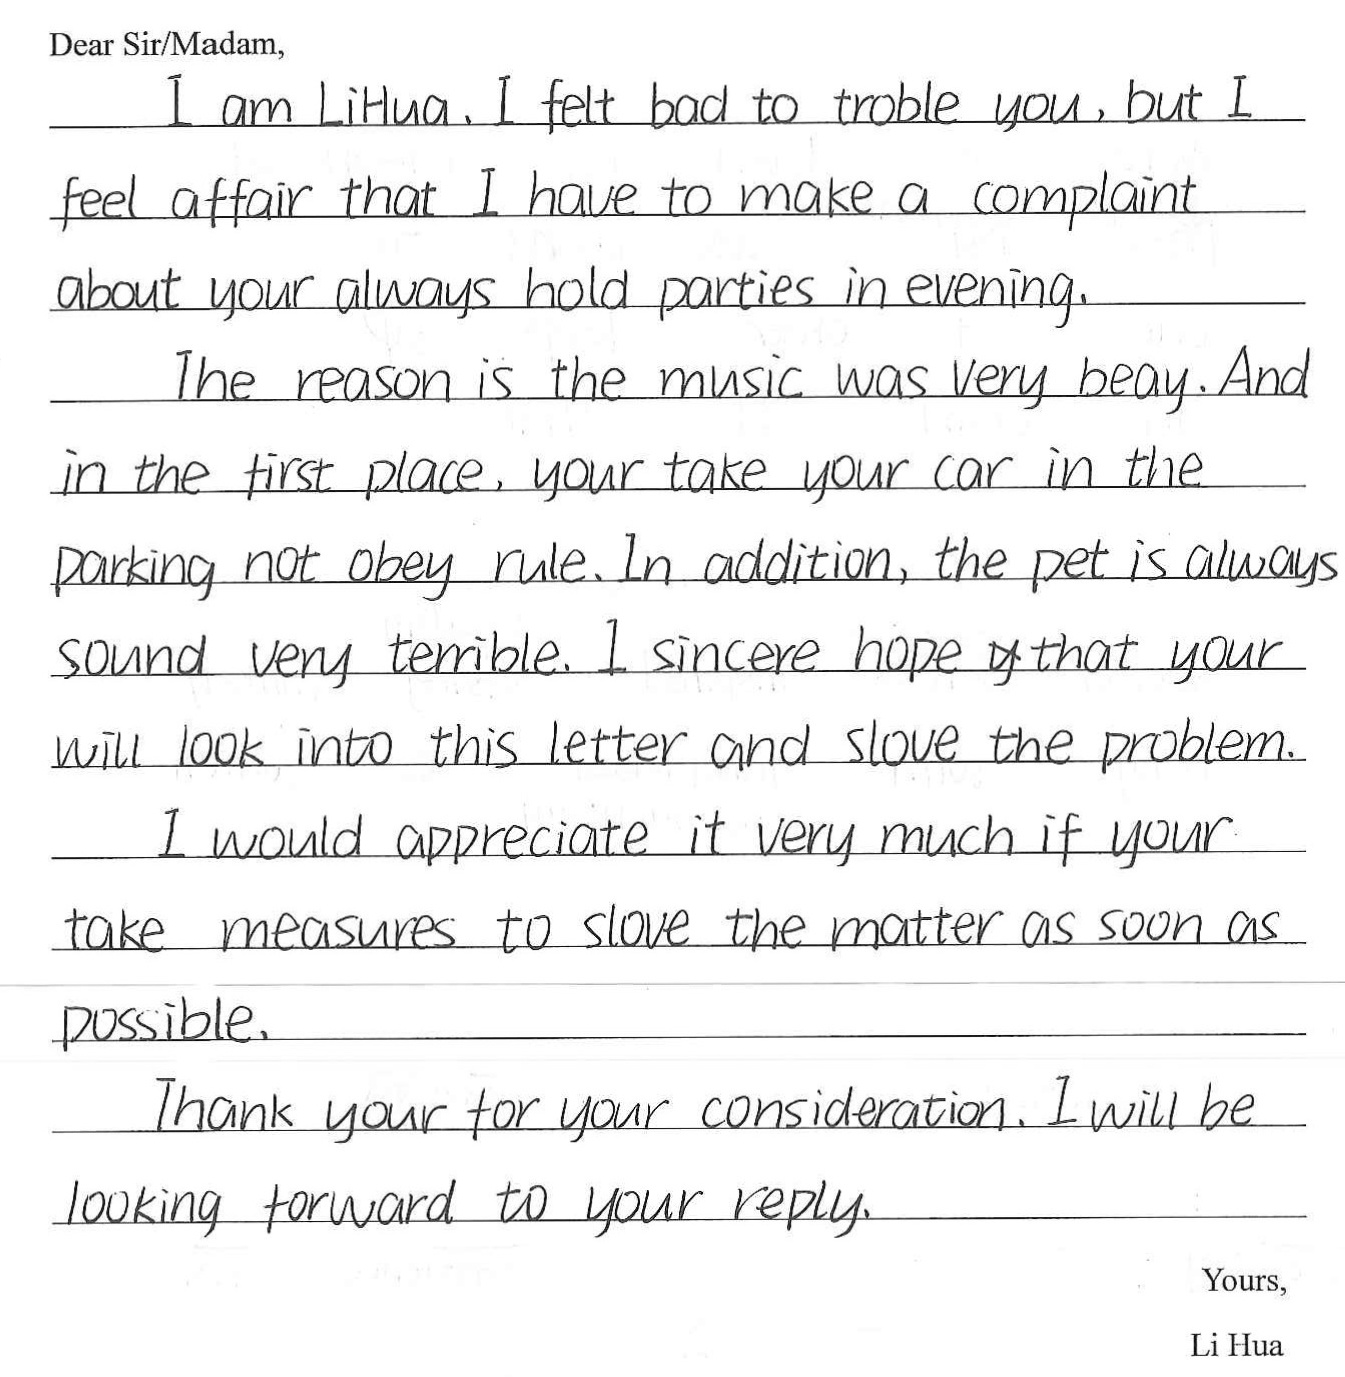 Dear Sir/Madam,
I am LiHua. I felt bad to troble you, but I
feel affair that I have to make a complaint
about your always hold parties in evening.
The reason is the music was very beay. And
in the first place, your take your car in the
parking not obey rule. In addition, the pet is always
sound very terrible. I sincere hope that your
will look into this letter and slove the problem.
I would appreciate it very much if your
take measures to slove the matter as soon as
possible.
Thank your for your consideration. I will be
looking forward to your reply.
Yours,
Li Hua